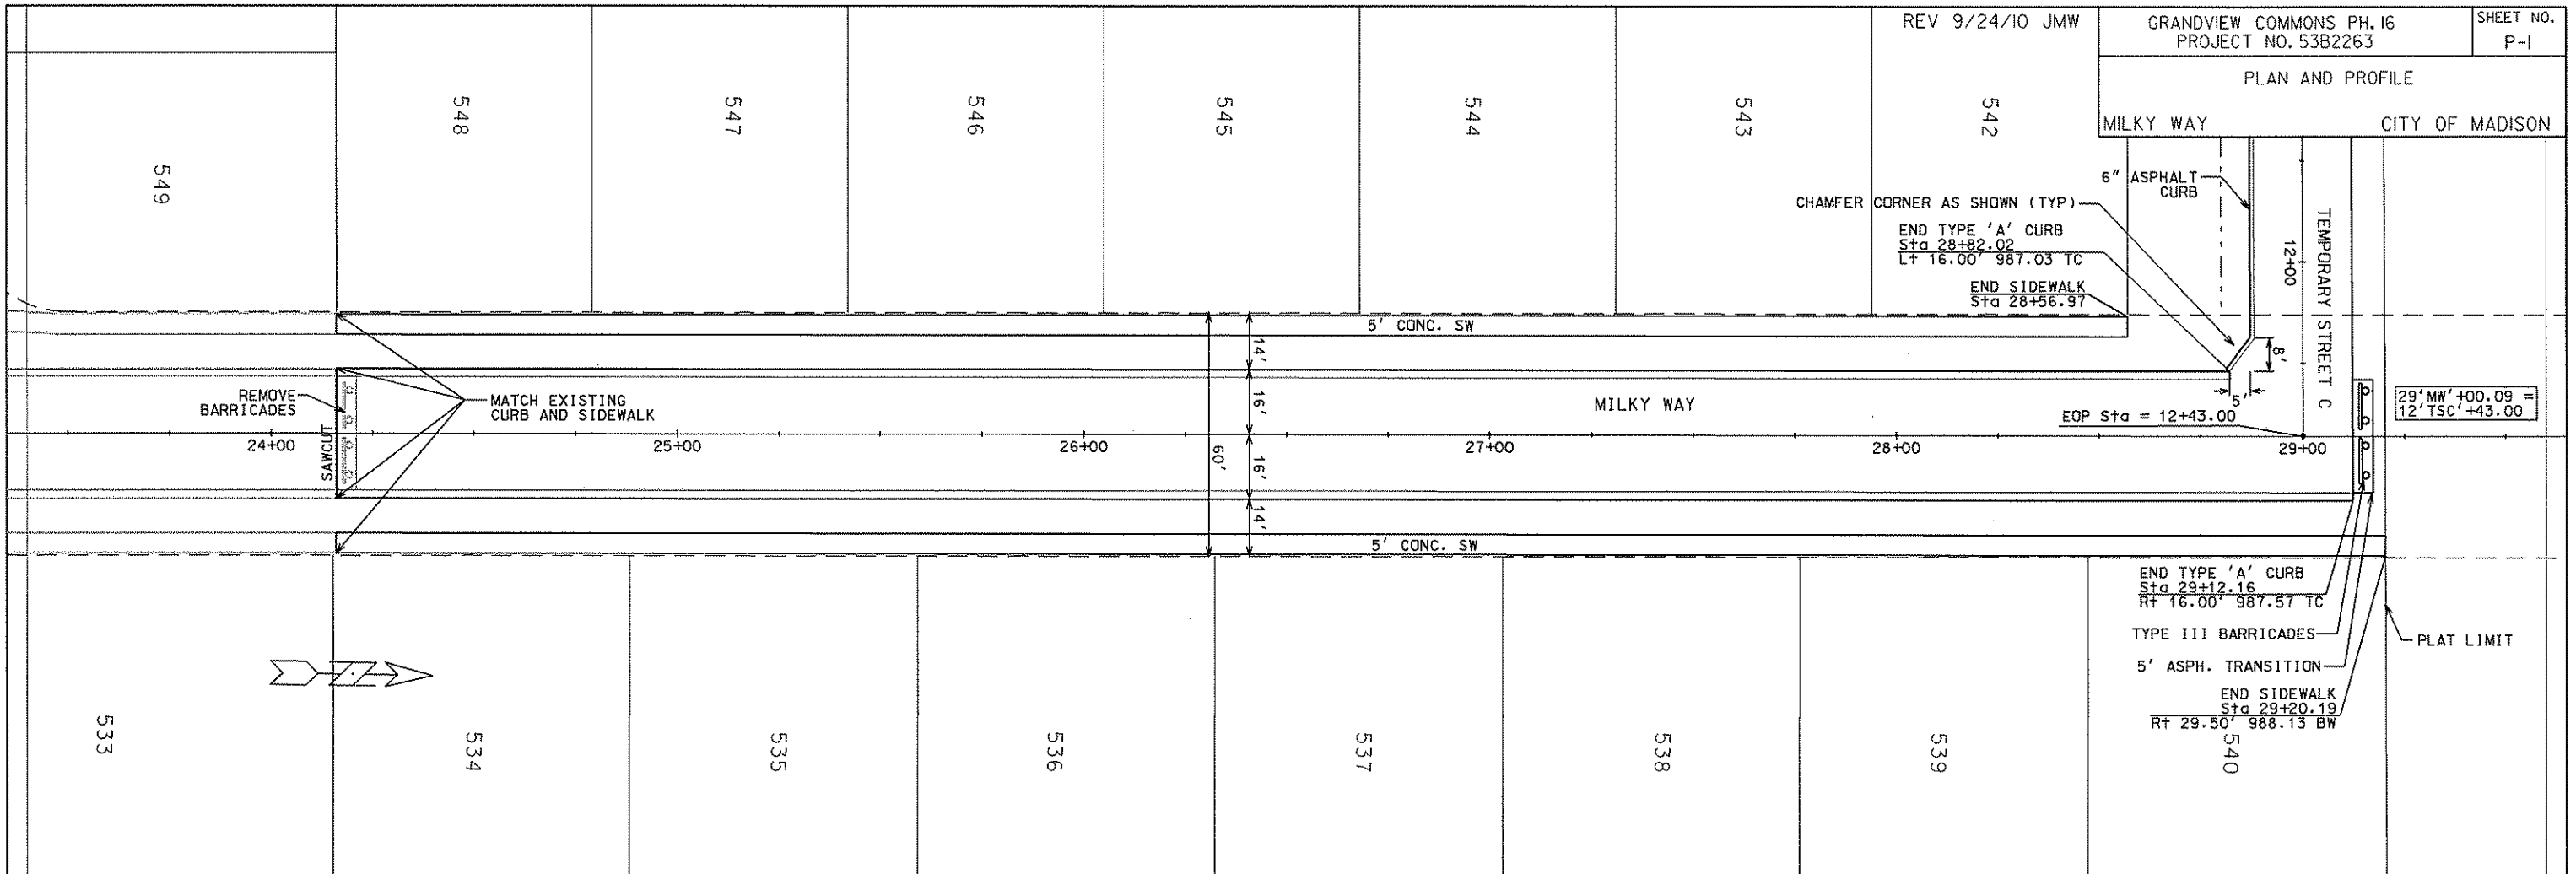 REV 9/24/10 JMW
GRANDVIEW COMMONS PH. 16
PROJECT NO. 53B2263
SHEET NO.
P-1
PLAN AND PROFILE
MILKY WAY
CITY OF MADISON
549
548
547
546
545
544
543
542
6" ASPHALT
CURB
CHAMFER CORNER AS SHOWN (TYP)
END TYPE 'A' CURB
Sta 28+82.02
Lt 16.00' 987.03 TC
END SIDEWALK
Sta 28+56.97
TEMPORARY STREET C
12+00
5' CONC. SW
14'
8'
5'
REMOVE
BARRICADES
MATCH EXISTING
CURB AND SIDEWALK
16'
MILKY WAY
29'MW'+00.09 =
12'TSC'+43.00
EOP Sta = 12+43.00
SAWCUT
24+00
25+00
26+00
27+00
28+00
29+00
60'
16'
14'
5' CONC. SW
END TYPE 'A' CURB
Sta 29+12.16
Rt 16.00' 987.57 TC
TYPE III BARRICADES
PLAT LIMIT
5' ASPH. TRANSITION
END SIDEWALK
Sta 29+20.19
Rt 29.50' 988.13 BW
533
534
535
536
537
538
539
540